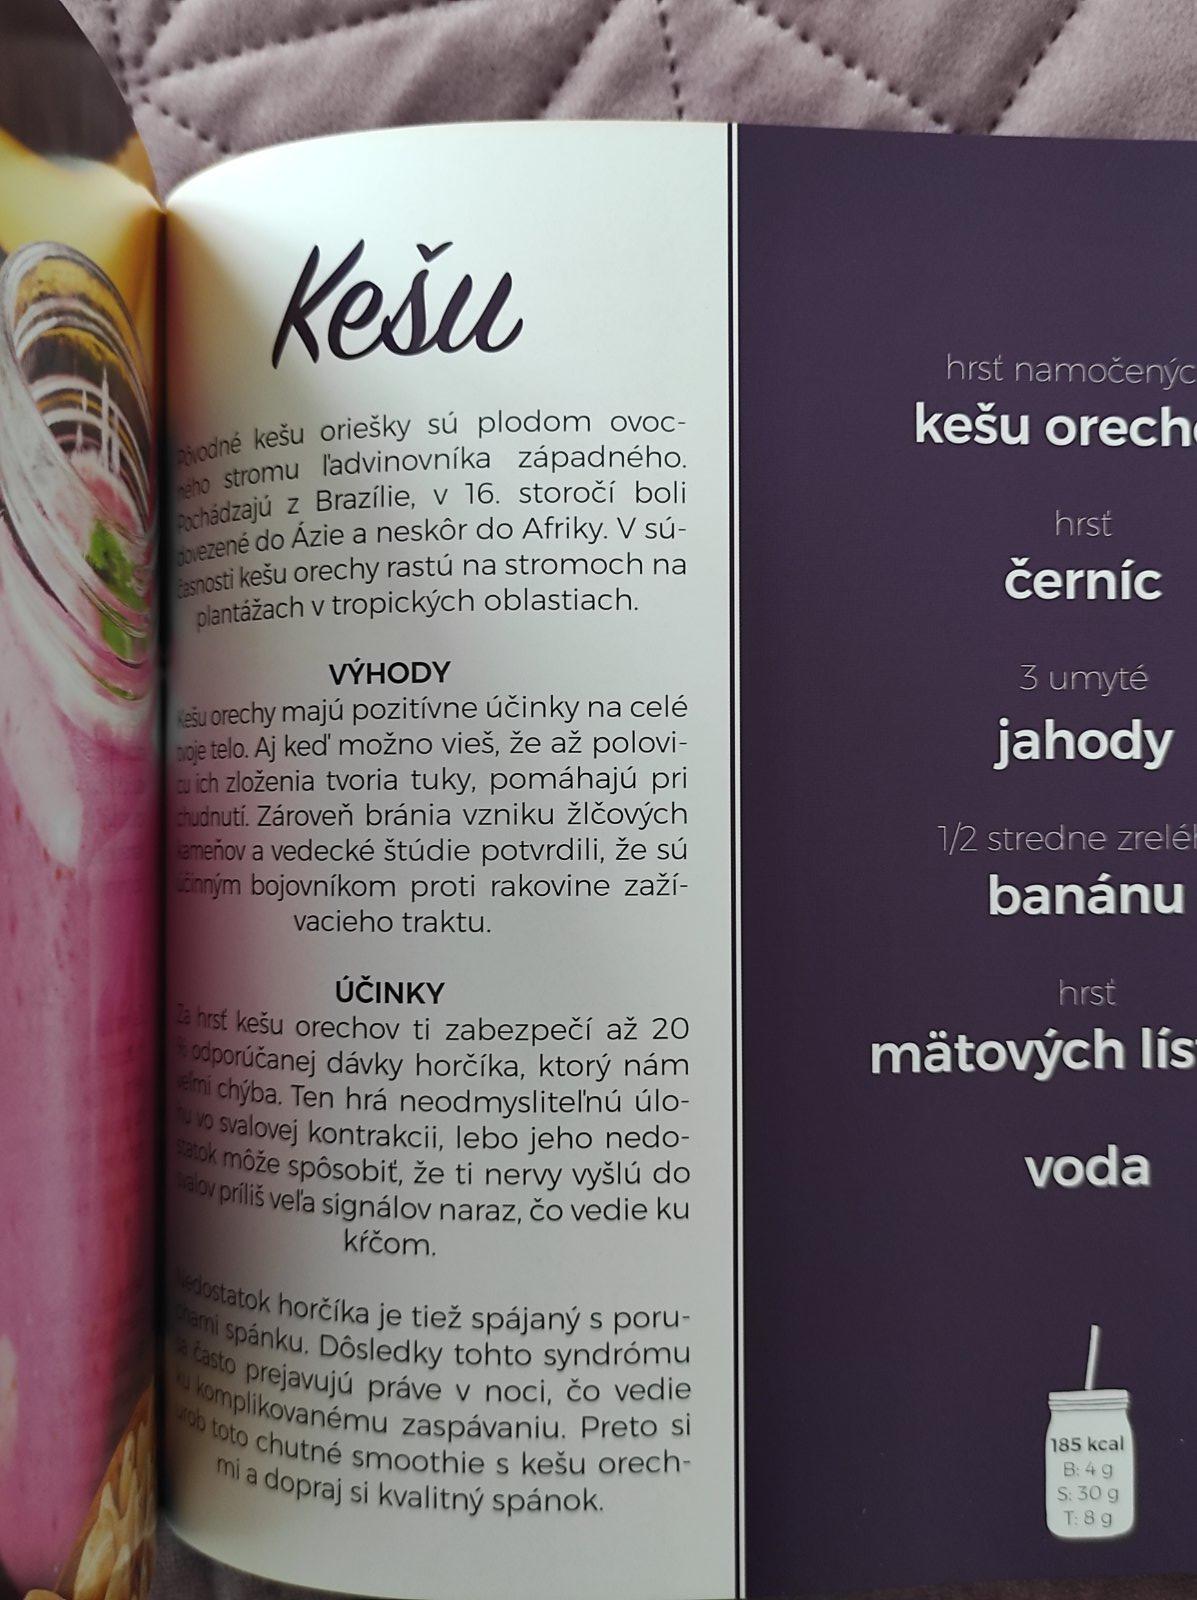 Kešu
Pôvodné kešu oriešky sú plodom ovoc-
ného stromu ľadvinovníka západného.
Pochádzajú z Brazílie, v 16. storočí boli
dovezené do Ázie a neskôr do Afriky. V sú-
časnosti kešu orechy rastú na stromoch na
plantážach v tropických oblastiach.
VÝHODY
Kešu orechy majú pozitívne účinky na celé
tvoje telo. Aj keď možno vieš, že až polovi-
cu ich zloženia tvoria tuky, pomáhajú pri
chudnutí. Zároveň bránia vzniku žlčových
kameňov a vedecké štúdie potvrdili, že sú
účinným bojovníkom proti rakovine zaží-
vacieho traktu.
ÚČINKY
Za hrsť kešu orechov ti zabezpečí až 20
% odporúčanej dávky horčíka, ktorý nám
veľmi chýba. Ten hrá neodmysliteľnú úlo-
hu vo svalovej kontrakcii, lebo jeho nedo-
statok môže spôsobiť, že ti nervy vyšlú do
svalov príliš veľa signálov naraz, čo vedie ku
kŕčom.
Nedostatok horčíka je tiež spájaný s poru-
chami spánku. Dôsledky tohto syndrómu
sa často prejavujú práve v noci, čo vedie
ku komplikovanému zaspávaniu. Preto si
urob toto chutné smoothie s kešu orech-
mi a dopraj si kvalitný spánok.
hrsť namočenýc
kešu orecho
hrsť
černíc
3 umyté
jahody
1/2 stredne zreléh
banánu
hrsť
mätových líst
voda
185 kcal
B: 4 g
S: 30 g
T: 8 g